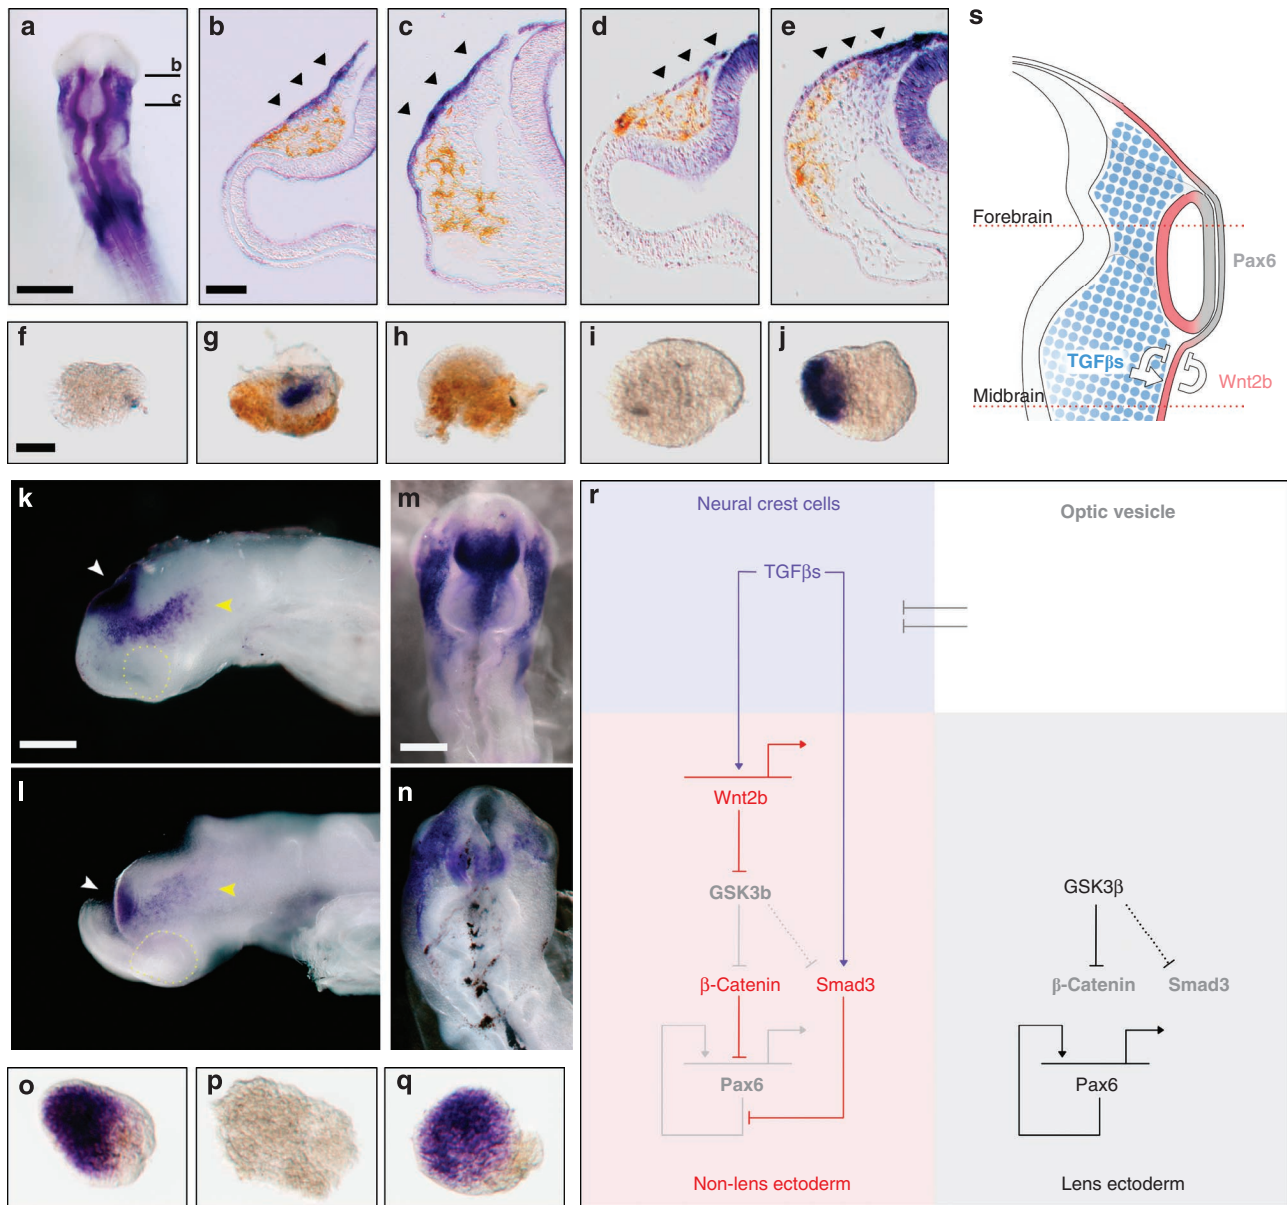 a
b
c
b
c
d
e
s
Forebrain
Pax6
TGFβs
Wnt2b
Midbrain
f
g
h
i
j
k
m
l
n
o
p
q
r
Neural crest cells
Optic vesicle
TGFβs
Wnt2b
GSK3b
β-Catenin
Smad3
Pax6
Non-lens ectoderm
GSK3β
β-Catenin
Smad3
Pax6
Lens ectoderm